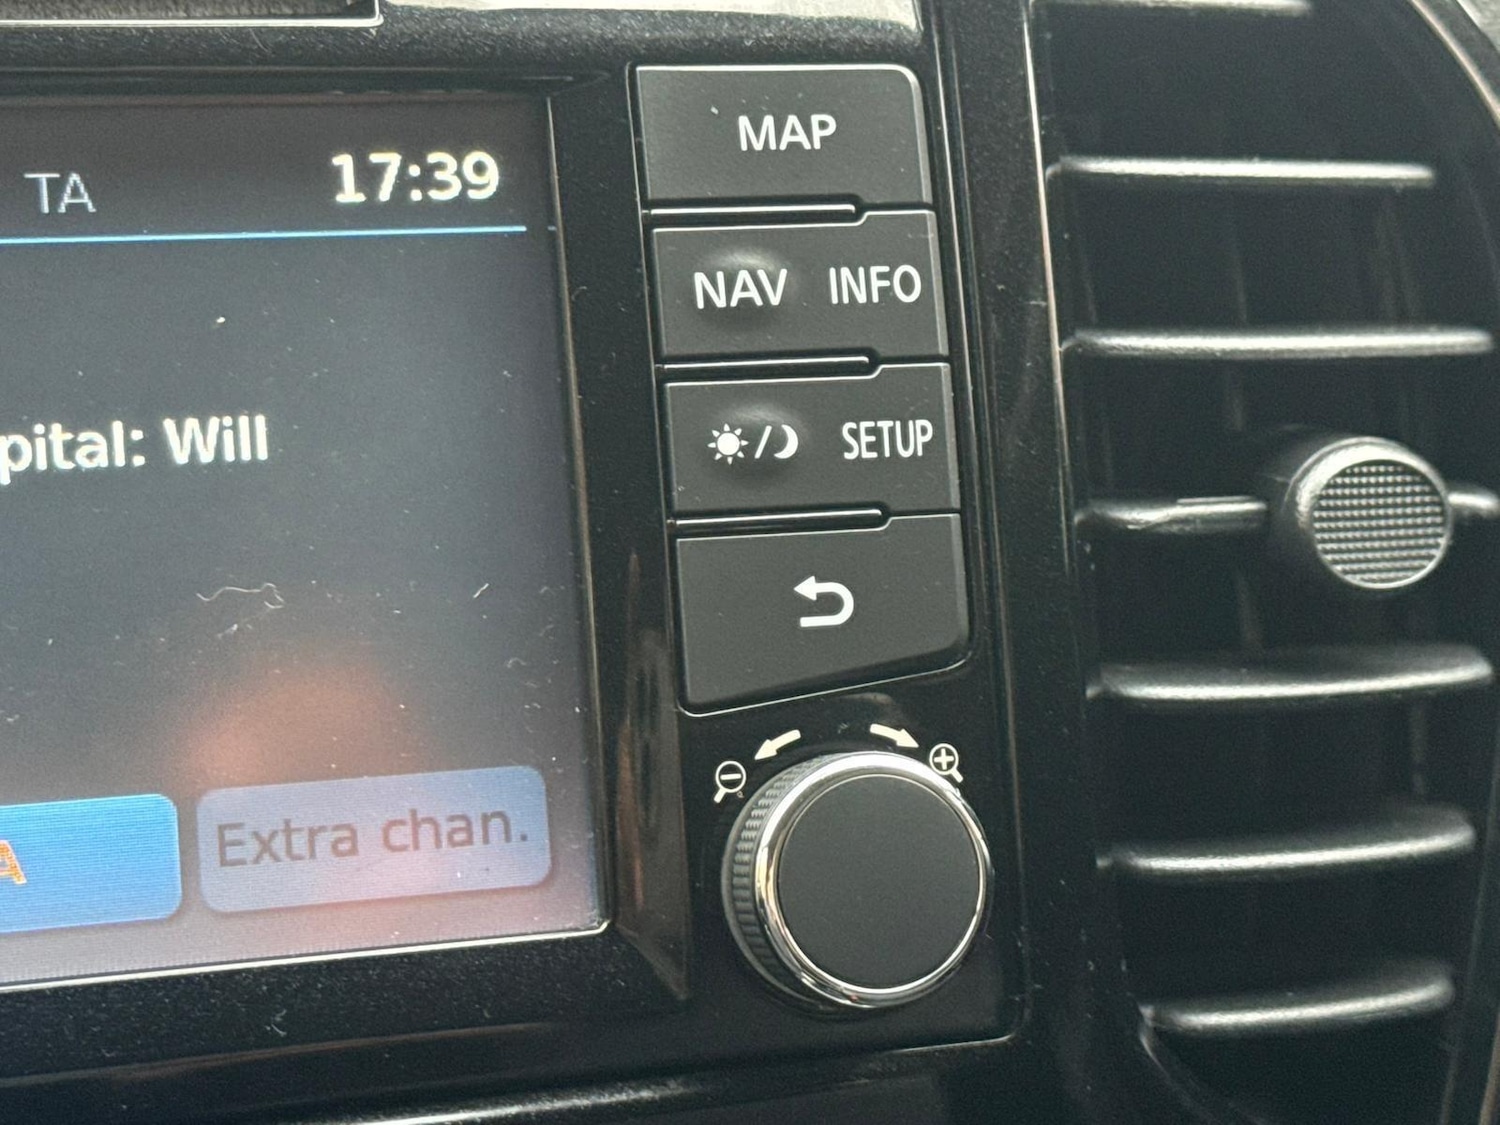 TA 17:39
pital: Will
A Extra chan.
MAP
NAV INFO
SETUP